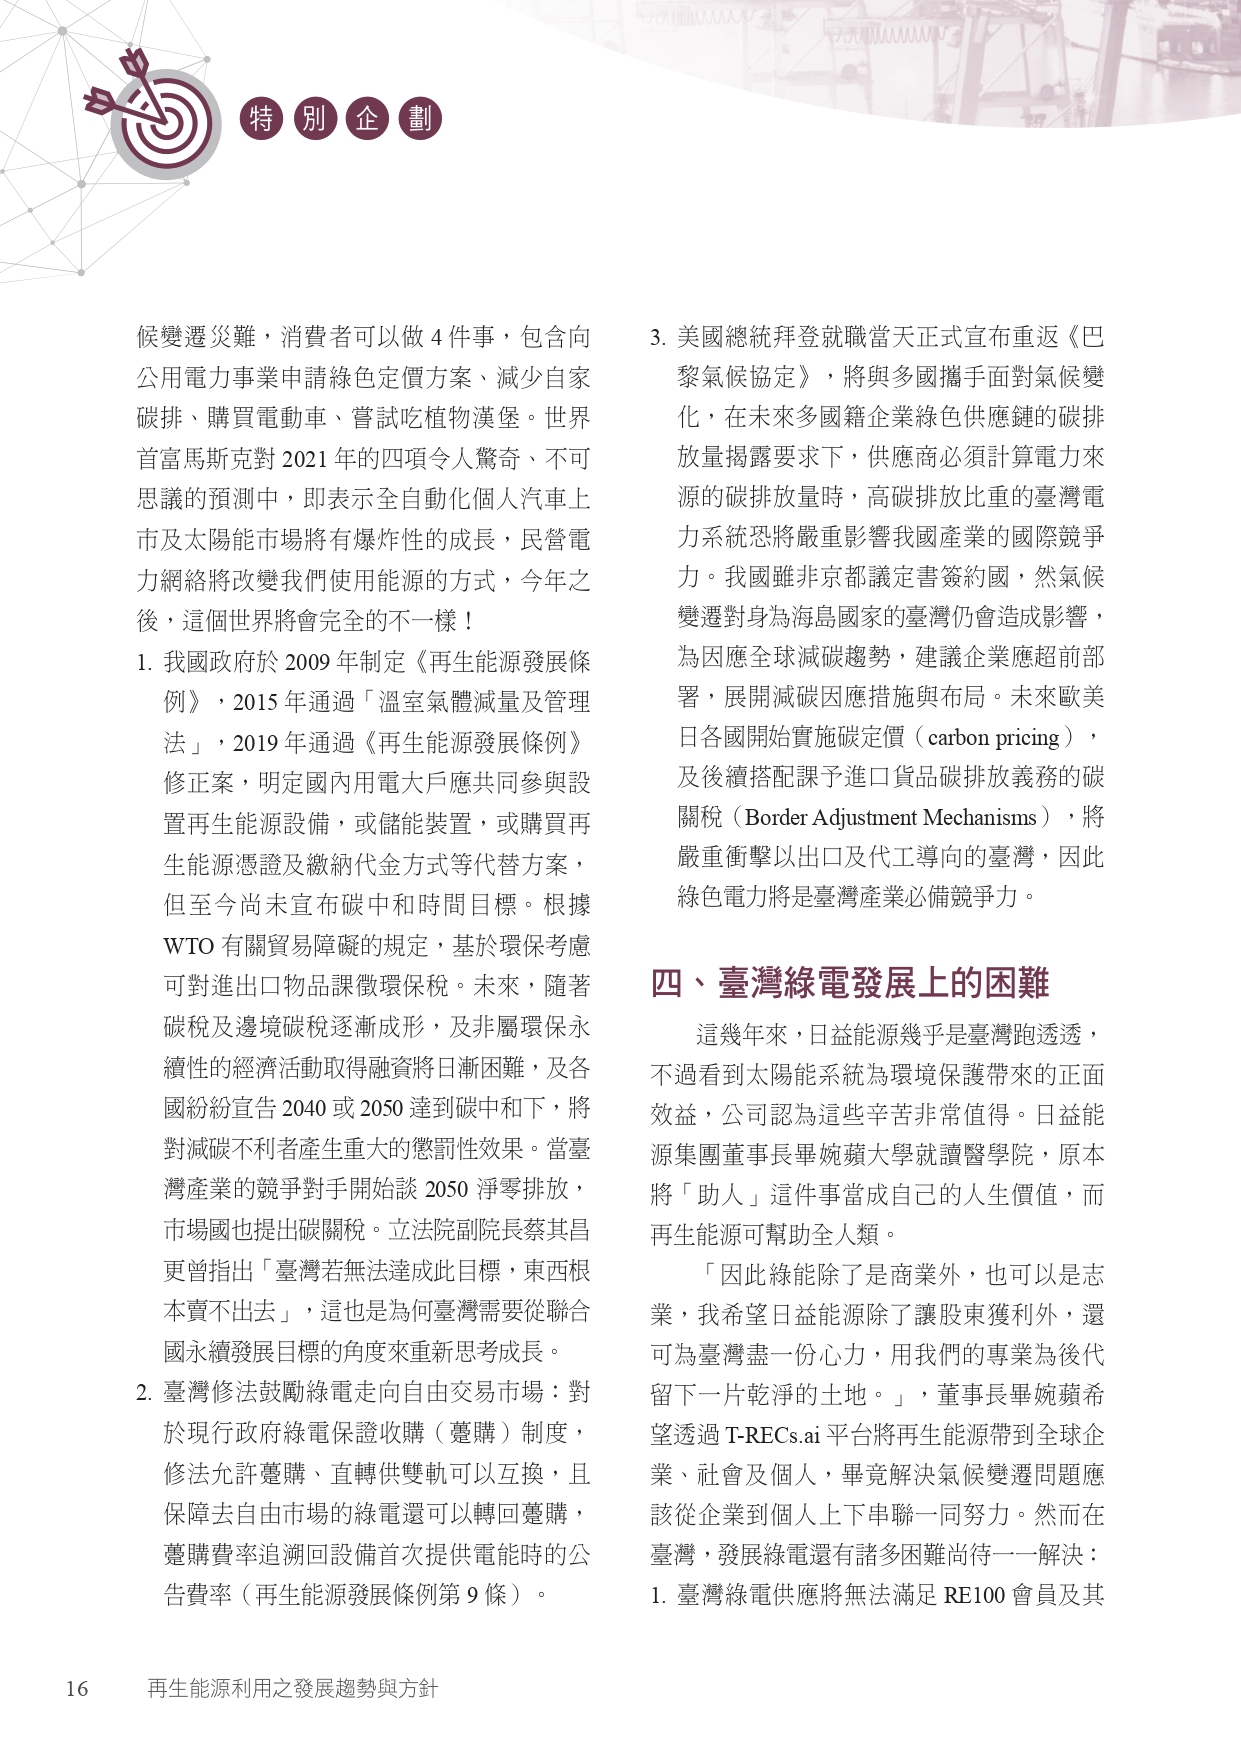 特別企劃
候變遷災難，消費者可以做 4 件事，包含向
公用電力事業申請綠色定價方案、減少自家
碳排、購買電動車、嘗試吃植物漢堡。世界
首富馬斯克對 2021 年的四項令人驚奇、不可
思議的預測中，即表示全自動化個人汽車上
市及太陽能市場將有爆炸性的成長，民營電
力網絡將改變我們使用能源的方式，今年之
後，這個世界將會完全的不一樣！
1. 我國政府於 2009 年制定《再生能源發展條
例》，2015 年通過「溫室氣體減量及管理
法」，2019 年通過《再生能源發展條例》
修正案，明定國內用電大戶應共同參與設
置再生能源設備，或儲能裝置，或購買再
生能源憑證及繳納代金方式等代替方案，
但至今尚未宣布碳中和時間目標。根據
WTO 有關貿易障礙的規定，基於環保考慮
可對進出口物品課徵環保稅。未來，隨著
碳稅及邊境碳稅逐漸成形，及非屬環保永
續性的經濟活動取得融資將日漸困難，及各
國紛紛宣告 2040 或 2050 達到碳中和下，將
對減碳不利者產生重大的懲罰性效果。當臺
灣產業的競爭對手開始談 2050 淨零排放，
市場國也提出碳關稅。立法院副院長蔡其昌
更曾指出「臺灣若無法達成此目標，東西根
本賣不出去」，這也是為何臺灣需要從聯合
國永續發展目標的角度來重新思考成長。
2. 臺灣修法鼓勵綠電走向自由交易市場：對
於現行政府綠電保證收購（躉購）制度，
修法允許躉購、直轉供雙軌可以互換，且
保障去自由市場的綠電還可以轉回躉購，
躉購費率追溯回設備首次提供電能時的公
告費率（再生能源發展條例第 9 條）。
3. 美國總統拜登就職當天正式宣布重返《巴
黎氣候協定》，將與多國攜手面對氣候變
化，在未來多國籍企業綠色供應鏈的碳排
放量揭露要求下，供應商必須計算電力來
源的碳排放量時，高碳排放比重的臺灣電
力系統恐將嚴重影響我國產業的國際競爭
力。我國雖非京都議定書簽約國，然氣候
變遷對身為海島國家的臺灣仍會造成影響，
為因應全球減碳趨勢，建議企業應超前部
署，展開減碳因應措施與布局。未來歐美
日各國開始實施碳定價（carbon pricing），
及後續搭配課予進口貨品碳排放義務的碳
關稅（Border Adjustment Mechanisms），將
嚴重衝擊以出口及代工導向的臺灣，因此
綠色電力將是臺灣產業必備競爭力。
四、臺灣綠電發展上的困難
這幾年來，日益能源幾乎是臺灣跑透透，
不過看到太陽能系統為環境保護帶來的正面
效益，公司認為這些辛苦非常值得。日益能
源集團董事長畢婉蘋大學就讀醫學院，原本
將「助人」這件事當成自己的人生價值，而
再生能源可幫助全人類。
「因此綠能除了是商業外，也可以是志
業，我希望日益能源除了讓股東獲利外，還
可為臺灣盡一份心力，用我們的專業為後代
留下一片乾淨的土地。」，董事長畢婉蘋希
望透過 T-RECs.ai 平台將再生能源帶到全球企
業、社會及個人，畢竟解決氣候變遷問題應
該從企業到個人上下串聯一同努力。然而在
臺灣，發展綠電還有諸多困難尚待一一解決：
1. 臺灣綠電供應將無法滿足 RE100 會員及其
16 再生能源利用之發展趨勢與方針